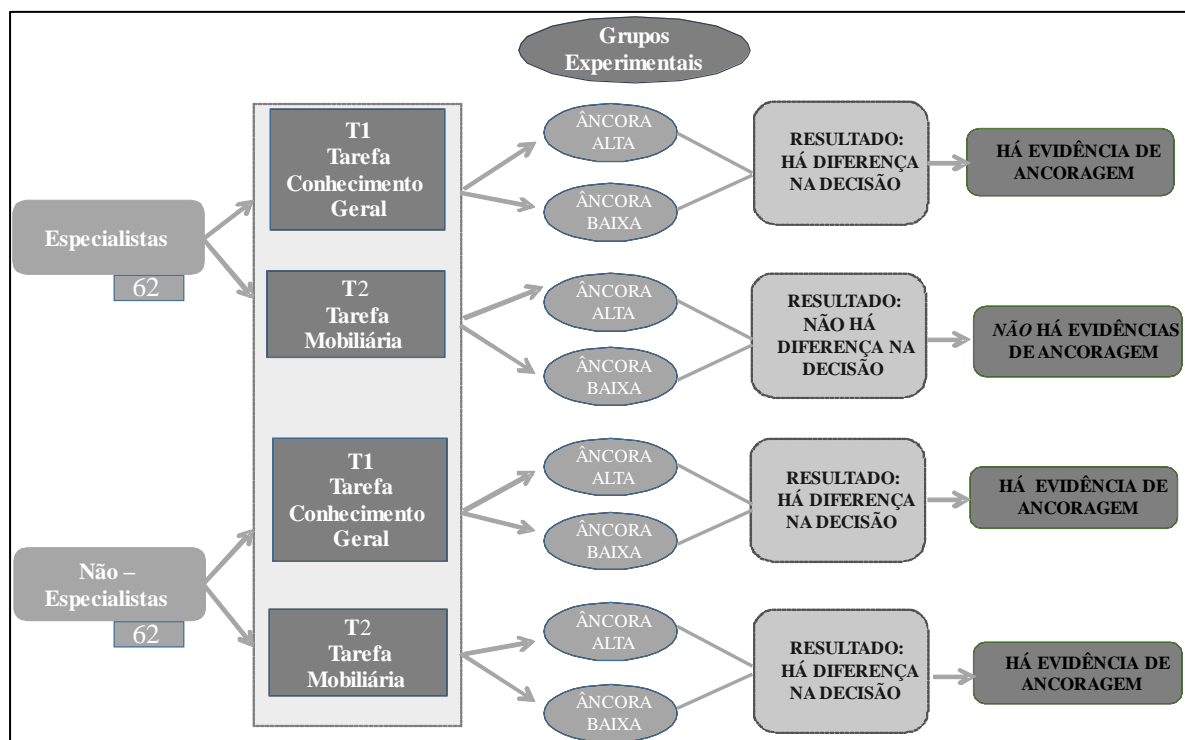 Grupos
Experimentais
Especialistas
62
T1
Tarefa
Conhecimento
Geral
ÂNCORA
ALTA
ÂNCORA
BAIXA
RESULTADO:
HÁ DIFERENÇA
NA DECISÃO
HÁ EVIDÊNCIA DE
ANCORAGEM
T2
Tarefa
Mobiliária
ÂNCORA
ALTA
ÂNCORA
BAIXA
RESULTADO:
NÃO HÁ
DIFERENÇA NA
DECISÃO
NÃO HÁ EVIDÊNCIAS
DE ANCORAGEM
Não –
Especialistas
62
T1
Tarefa
Conhecimento
Geral
ÂNCORA
ALTA
ÂNCORA
BAIXA
RESULTADO:
HÁ DIFERENÇA
NA DECISÃO
HÁ EVIDÊNCIA DE
ANCORAGEM
T2
Tarefa
Mobiliária
ÂNCORA
ALTA
ÂNCORA
BAIXA
RESULTADO:
HÁ DIFERENÇA
NA DECISÃO
HÁ EVIDÊNCIA DE
ANCORAGEM